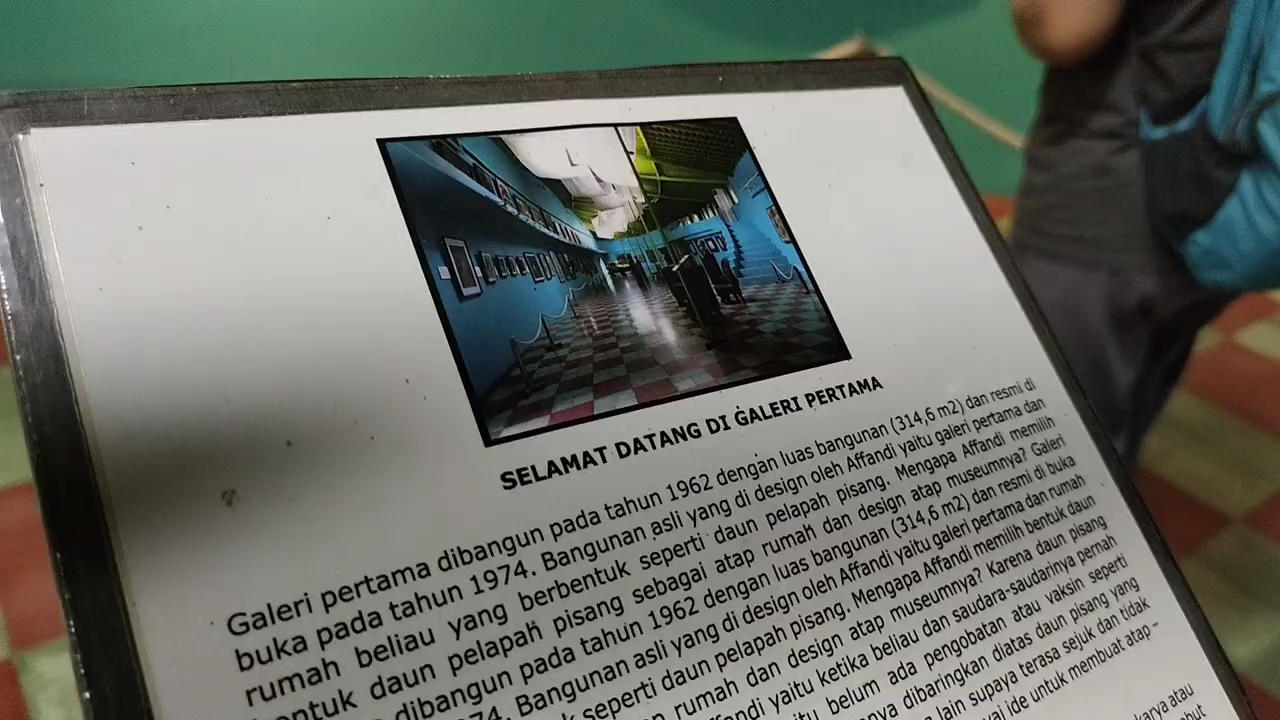 SELAMAT DATANG DI GALERI PERTAMA
Galeri pertama dibangun pada tahun 1962 dengan luas bangunan (314,6 m2) dan resmi di
buka pada tahun 1974. Bangunan asli yang di design oleh Affandi yaitu galeri pertama dan
rumah beliau yang berbentuk seperti daun pelapah pisang. Mengapa Affandi memilih
bentuk daun pelapah pisang sebagai atap rumah dan design atap museumnya? Galeri
dibangun pada tahun 1962 dengan luas bangunan (314,6 m2) dan resmi di buka
Bangunan asli yang di design oleh Affandi yaitu galeri pertama dan rumah
seperti daun pelapah pisang. Mengapa Affandi memilih bentuk daun
rumah dan design atap museumnya? Karena daun pisang
yaitu ketika beliau dan saudara-saudarinya pernah
belum ada pengobatan atau vaksin seperti
dibaringkan diatas daun pisang yang
lain supaya terasa sejuk dan tidak
ide untuk membuat atap –
karya atau